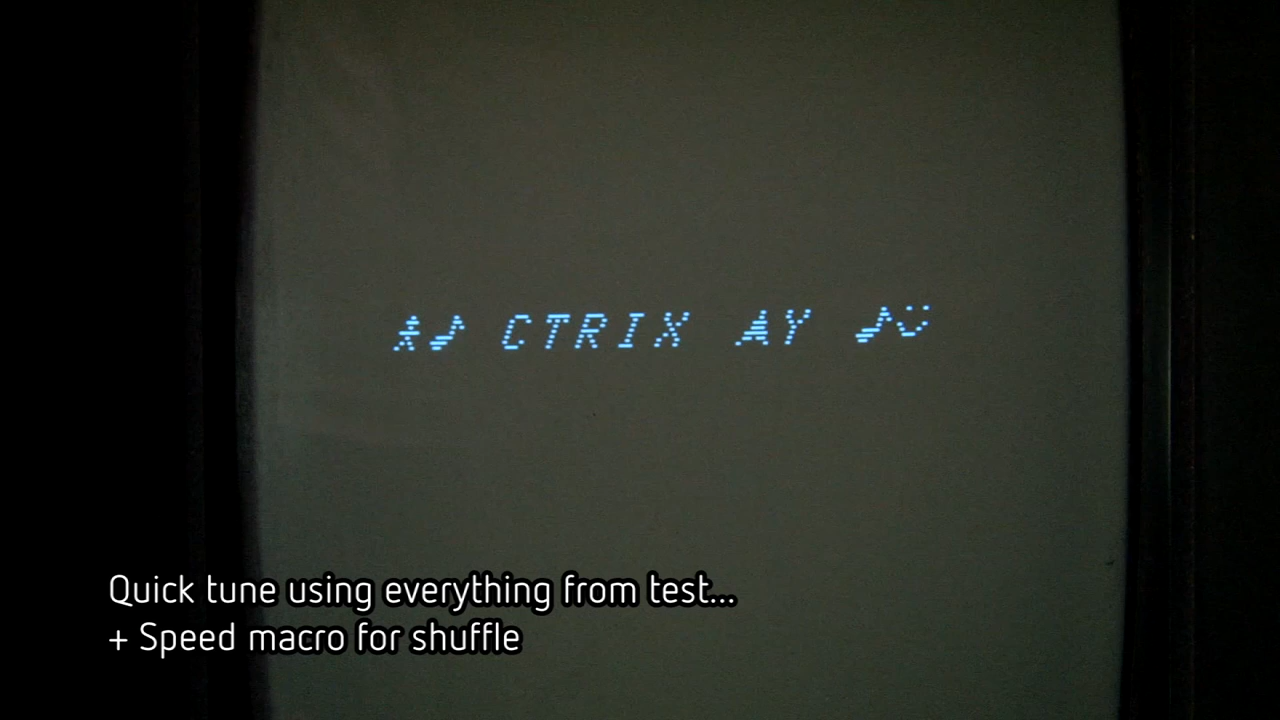 ♪ CTRIX AY ♪
Quick tune using everything from test...
+ Speed macro for shuffle